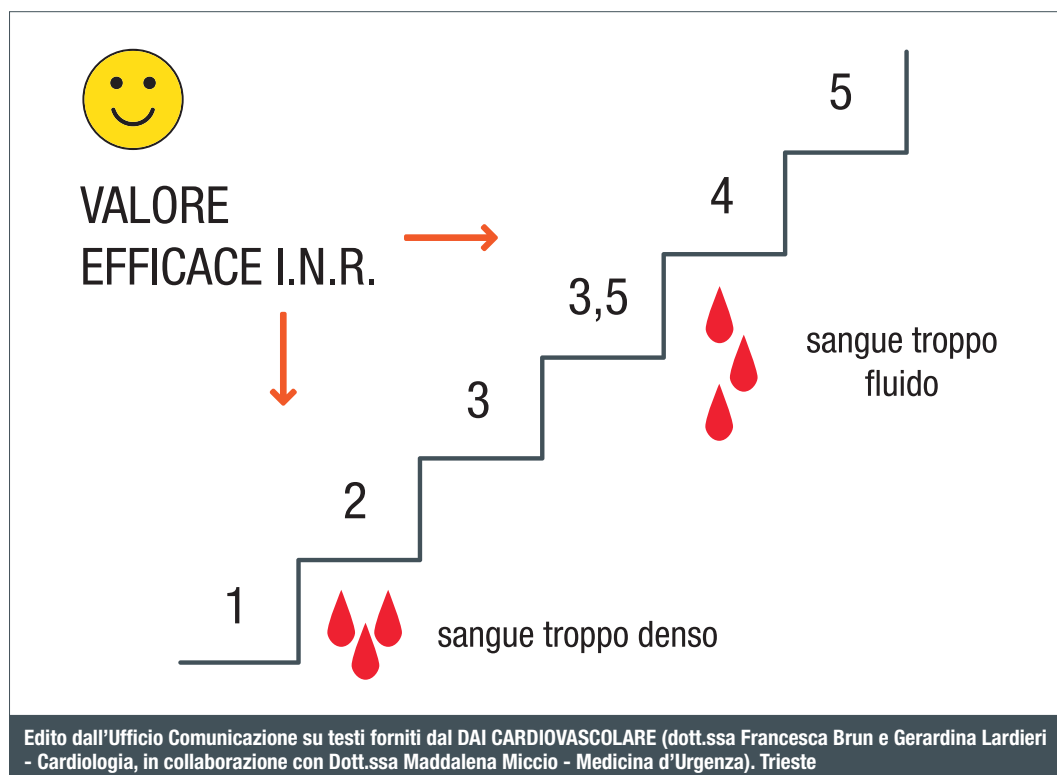 VALORE
EFFICACE I.N.R.
5
4
3,5
3
2
1
sangue troppo
fluido
sangue troppo denso
Edito dall'Ufficio Comunicazione su testi forniti dal DAI CARDIOVASCOLARE (dott.ssa Francesca Brun e Gerardina Lardieri
- Cardiologia, in collaborazione con Dott.ssa Maddalena Miccio - Medicina d'Urgenza). Trieste